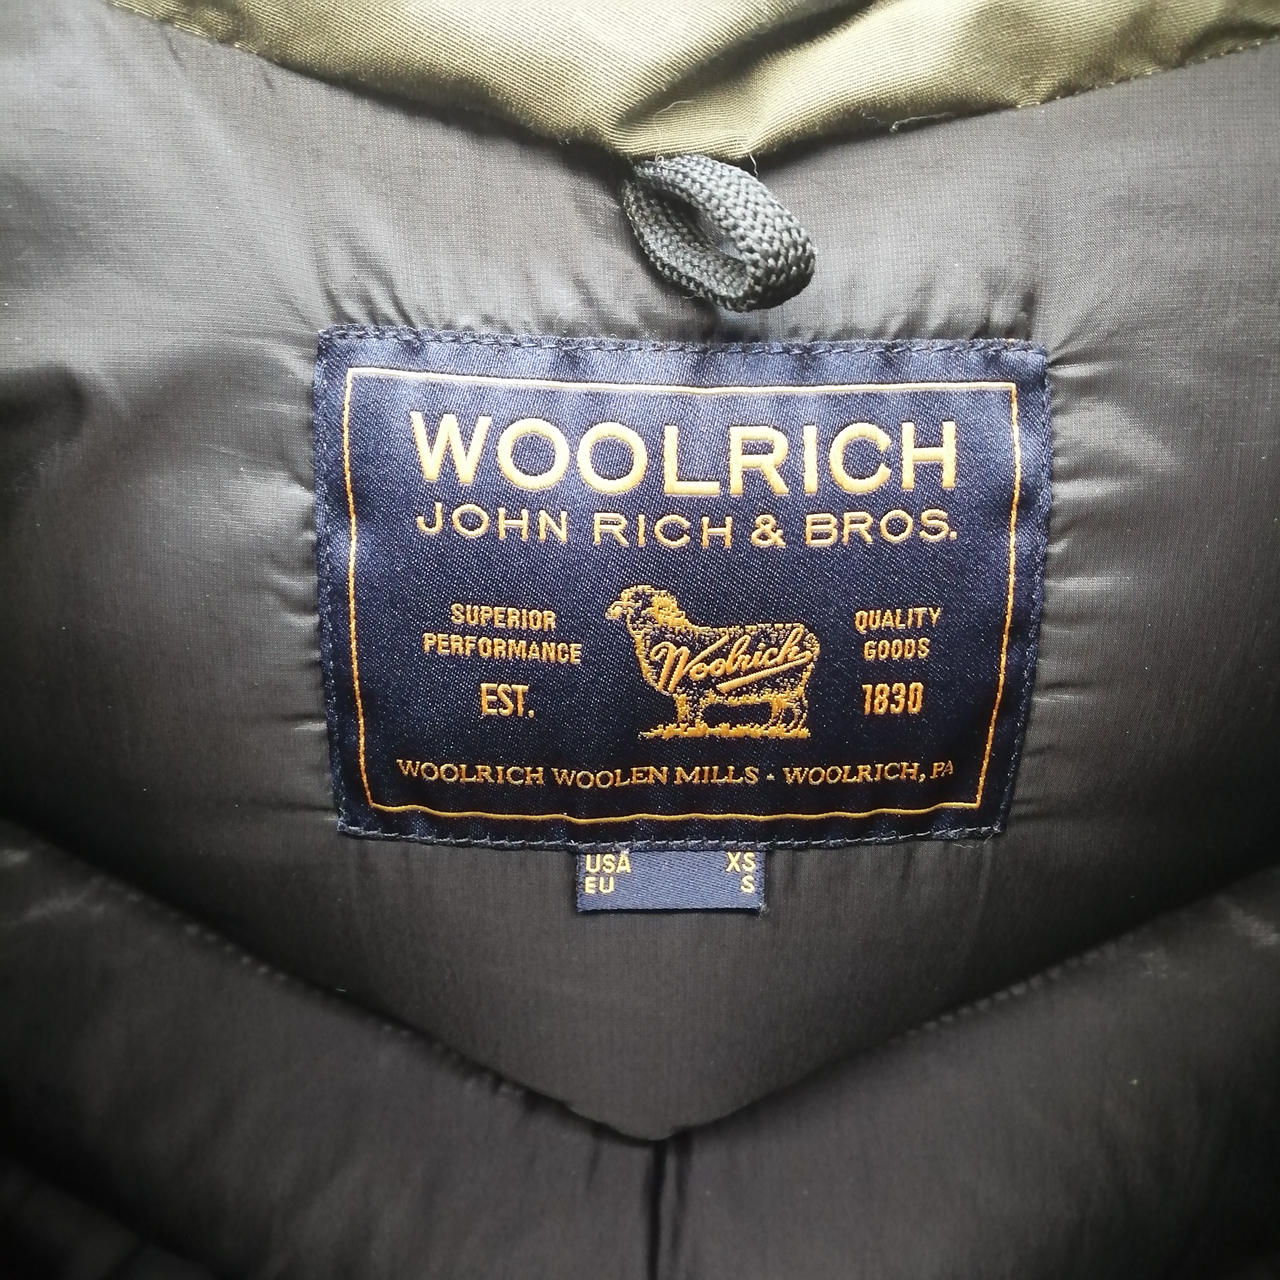 WOOLRICH
JOHN RICH & BROS.
SUPERIOR PERFORMANCE
QUALITY GOODS
Woolrich
EST. 1830
WOOLRICH WOOLEN MILLS - WOOLRICH, PA
USA XS
EU S